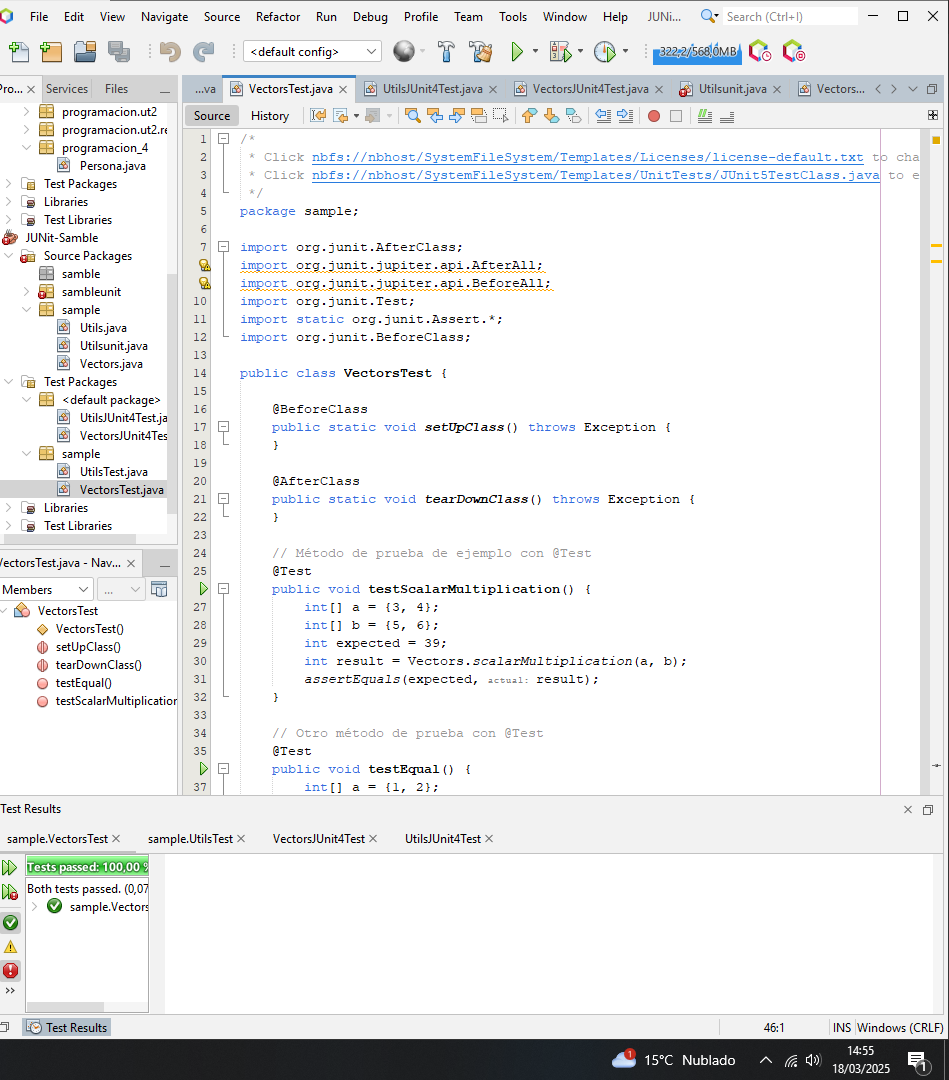 File Edit View Navigate Source Refactor Run Debug Profile Team Tools Window Help JUNi... Search (Ctrl+I)
<default config> 322,2/568,0MB
Pro... Services Files
...va VectorsTest.java UtilsJUnit4Test.java VectorsJUnit4Test.java Utilsunit.java Vectors...
Source History
programacion.ut2
programacion.ut2.re
programacion_4
Persona.java
Test Packages
Libraries
Test Libraries
JUNit-Samble
Source Packages
samble
sambleunit
sample
Utils.java
Utilsunit.java
Vectors.java
Test Packages
<default package>
UtilsJUnit4Test.ja
VectorsJUnit4Tes
sample
UtilsTest.java
VectorsTest.java
Libraries
Test Libraries
VectorsTest.java - Nav...
Members ...
VectorsTest
VectorsTest()
setUpClass()
tearDownClass()
testEqual()
testScalarMultiplication
1 /*
2 * Click nbfs://nbhost/SystemFileSystem/Templates/Licenses/license-default.txt to cha
3 * Click nbfs://nbhost/SystemFileSystem/Templates/UnitTests/JUnit5TestClass.java to e
4 */
5 package sample;
6
7 import org.junit.AfterClass;
import org.junit.jupiter.api.AfterAll;
import org.junit.jupiter.api.BeforeAll;
10 import org.junit.Test;
11 import static org.junit.Assert.*;
12 import org.junit.BeforeClass;
13
14 public class VectorsTest {
15
16 @BeforeClass
17 public static void setUpClass() throws Exception {
18 }
19
20 @AfterClass
21 public static void tearDownClass() throws Exception {
22 }
23
24 // Método de prueba de ejemplo con @Test
25 @Test
public void testScalarMultiplication() {
27 int[] a = {3, 4};
28 int[] b = {5, 6};
29 int expected = 39;
30 int result = Vectors.scalarMultiplication(a, b);
31 assertEquals(expected, actual: result);
32 }
33
34 // Otro método de prueba con @Test
35 @Test
public void testEqual() {
37 int[] a = {1, 2};
Test Results
sample.VectorsTest sample.UtilsTest VectorsJUnit4Test UtilsJUnit4Test
Tests passed: 100,00 %
Both tests passed. (0,07
sample.Vectors
Test Results 46:1 INS Windows (CRLF)
1 15°C Nublado 14:55
18/03/2025 1